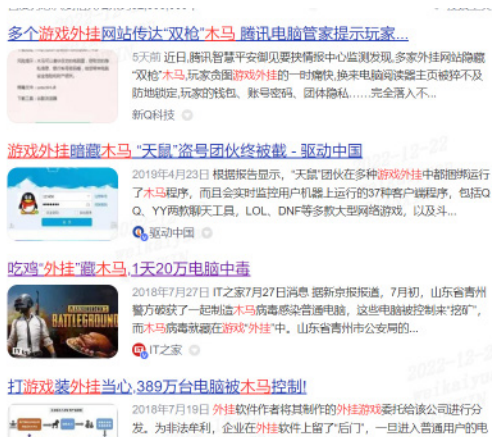 多个游戏外挂网站传达“双枪”木马 腾讯电脑管家提示玩家...
5天前 近日,腾讯智慧平安御见要挟情报中心监测发现,多家外挂网站隐藏
“双枪”木马,玩家贪图游戏外挂的一时痛快,换来电脑阅读器主页被猝不及
防地锁定,玩家的钱包、账号密码、团体隐私……完全落入不...
新Q科技
游戏外挂暗藏木马 “天鼠”盗号团伙终被截 - 驱动中国
2019年4月23日 根据报告显示，“天鼠”团伙在多种游戏外挂中都捆绑运行
了木马程序，而且会实时监控用户机器上运行的37种客户端程序，包括Q
Q、YY两款聊天工具，LOL、DNF等多款大型网络游戏，以及斗...
驱动中国
吃鸡“外挂”藏木马,1天20万电脑中毒
2018年7月27日 IT之家7月27日消息 据新京报报道，7月初，山东省青州
警方破获了一起制造木马病毒感染普通电脑，这些电脑被控制来“挖矿”，
而木马病毒就藏在游戏“外挂”中。山东省青州市公安局的...
BATTLEGROUN
IT之家
打游戏装外挂当心,389万台电脑被木马控制!
2018年7月19日 外挂软件作者将其制作的外挂游戏委托给该公司进行分
发。为非法牟利，企业在外挂软件上留了“后门”，一旦进入普通用户的电